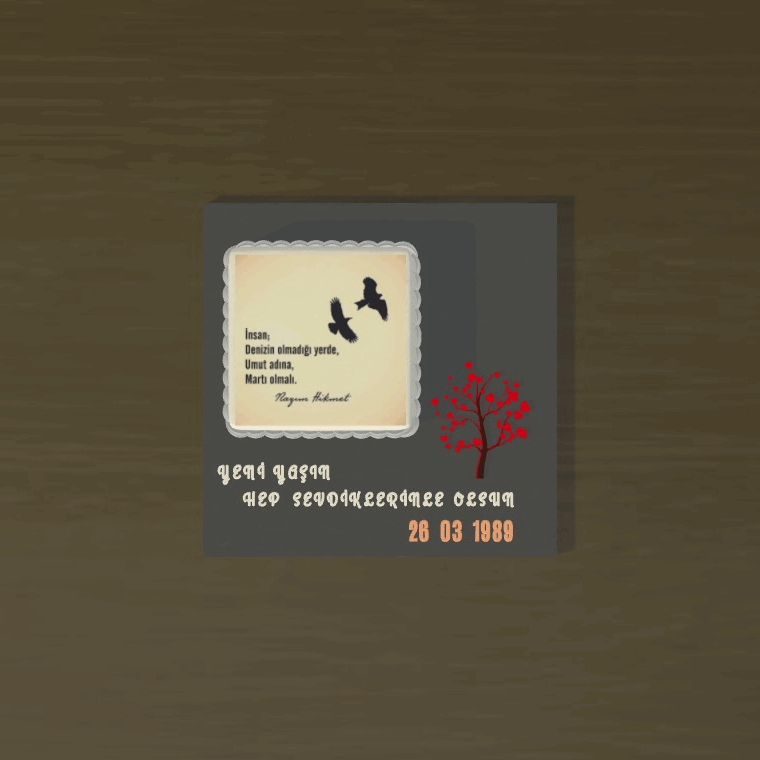 İnsan;
Denizin olmadığı yerde,
Umut adına,
Martı olmalı.
Nazım Hikmet
YENİ YAŞIN
HEP SEVDİKLERİNLE OLSUN
26 03 1989